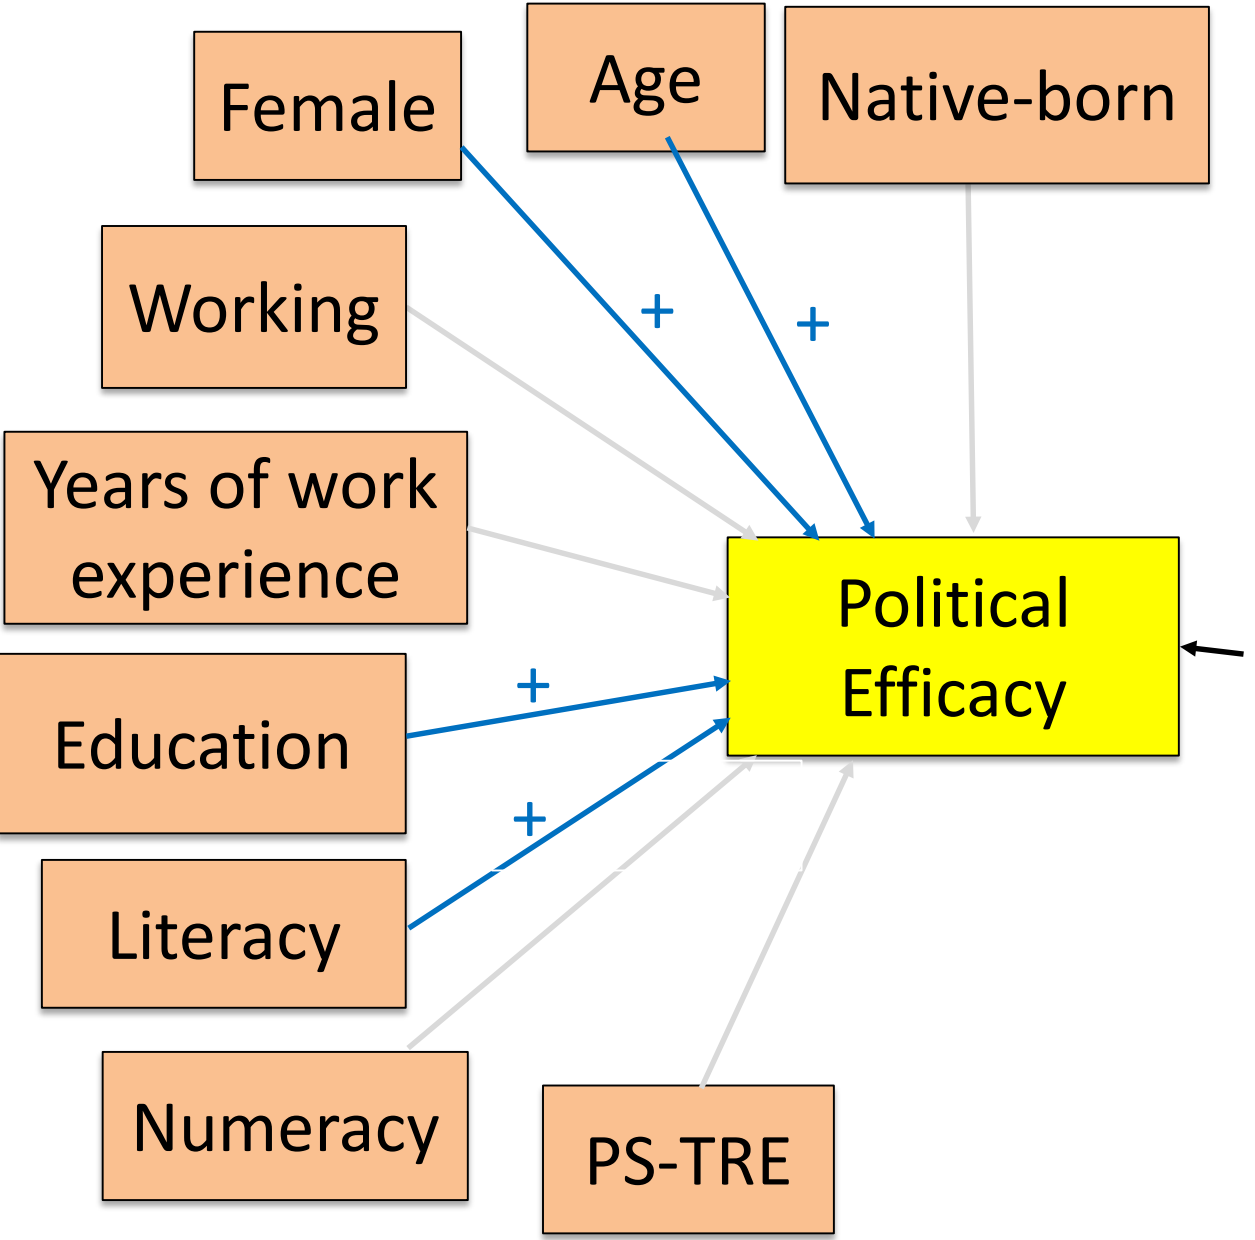 Female
Age
Native-born
+
+
Working
Years of work
experience
Political
Efficacy
+
Education
+
Literacy
Numeracy
PS-TRE